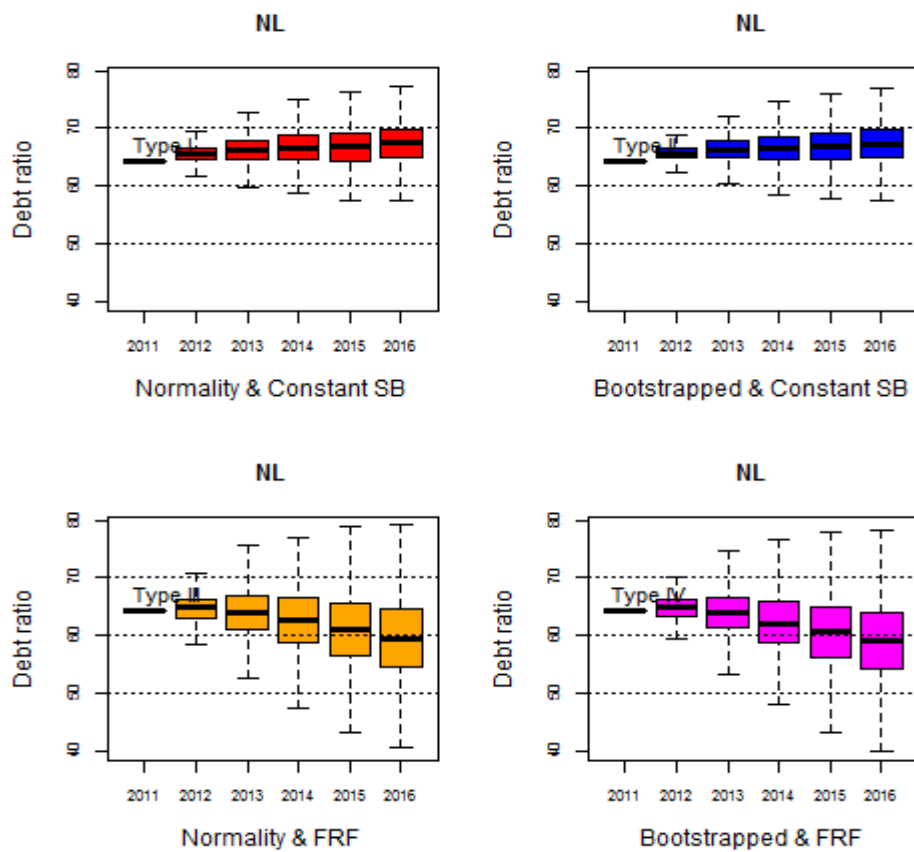 NL
Debt ratio
80
70
60
50
40
Type I
2011 2012 2013 2014 2015 2016
Normality & Constant SB
NL
Debt ratio
80
70
60
50
40
Type II
2011 2012 2013 2014 2015 2016
Bootstrapped & Constant SB
NL
Debt ratio
80
70
60
50
40
Type III
2011 2012 2013 2014 2015 2016
Normality & FRF
NL
Debt ratio
80
70
60
50
40
Type IV
2011 2012 2013 2014 2015 2016
Bootstrapped & FRF